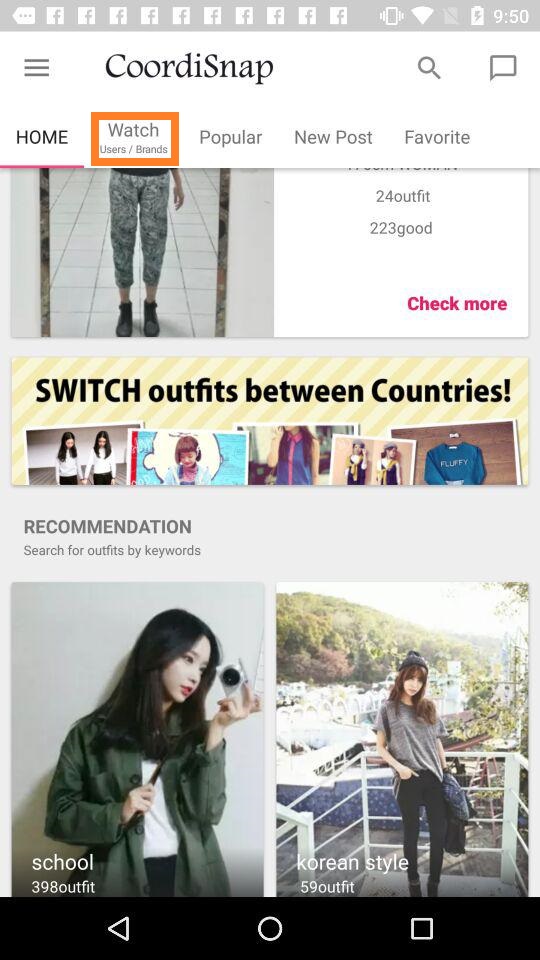 9:50
CoordiSnap
HOME
Watch
Users / Brands
Popular
New Post
Favorite
24outfit
223good
Check more
SWITCH outfits between Countries!
FLUFFY
RECOMMENDATION
Search for outfits by keywords
school
398outfit
korean style
59outfit